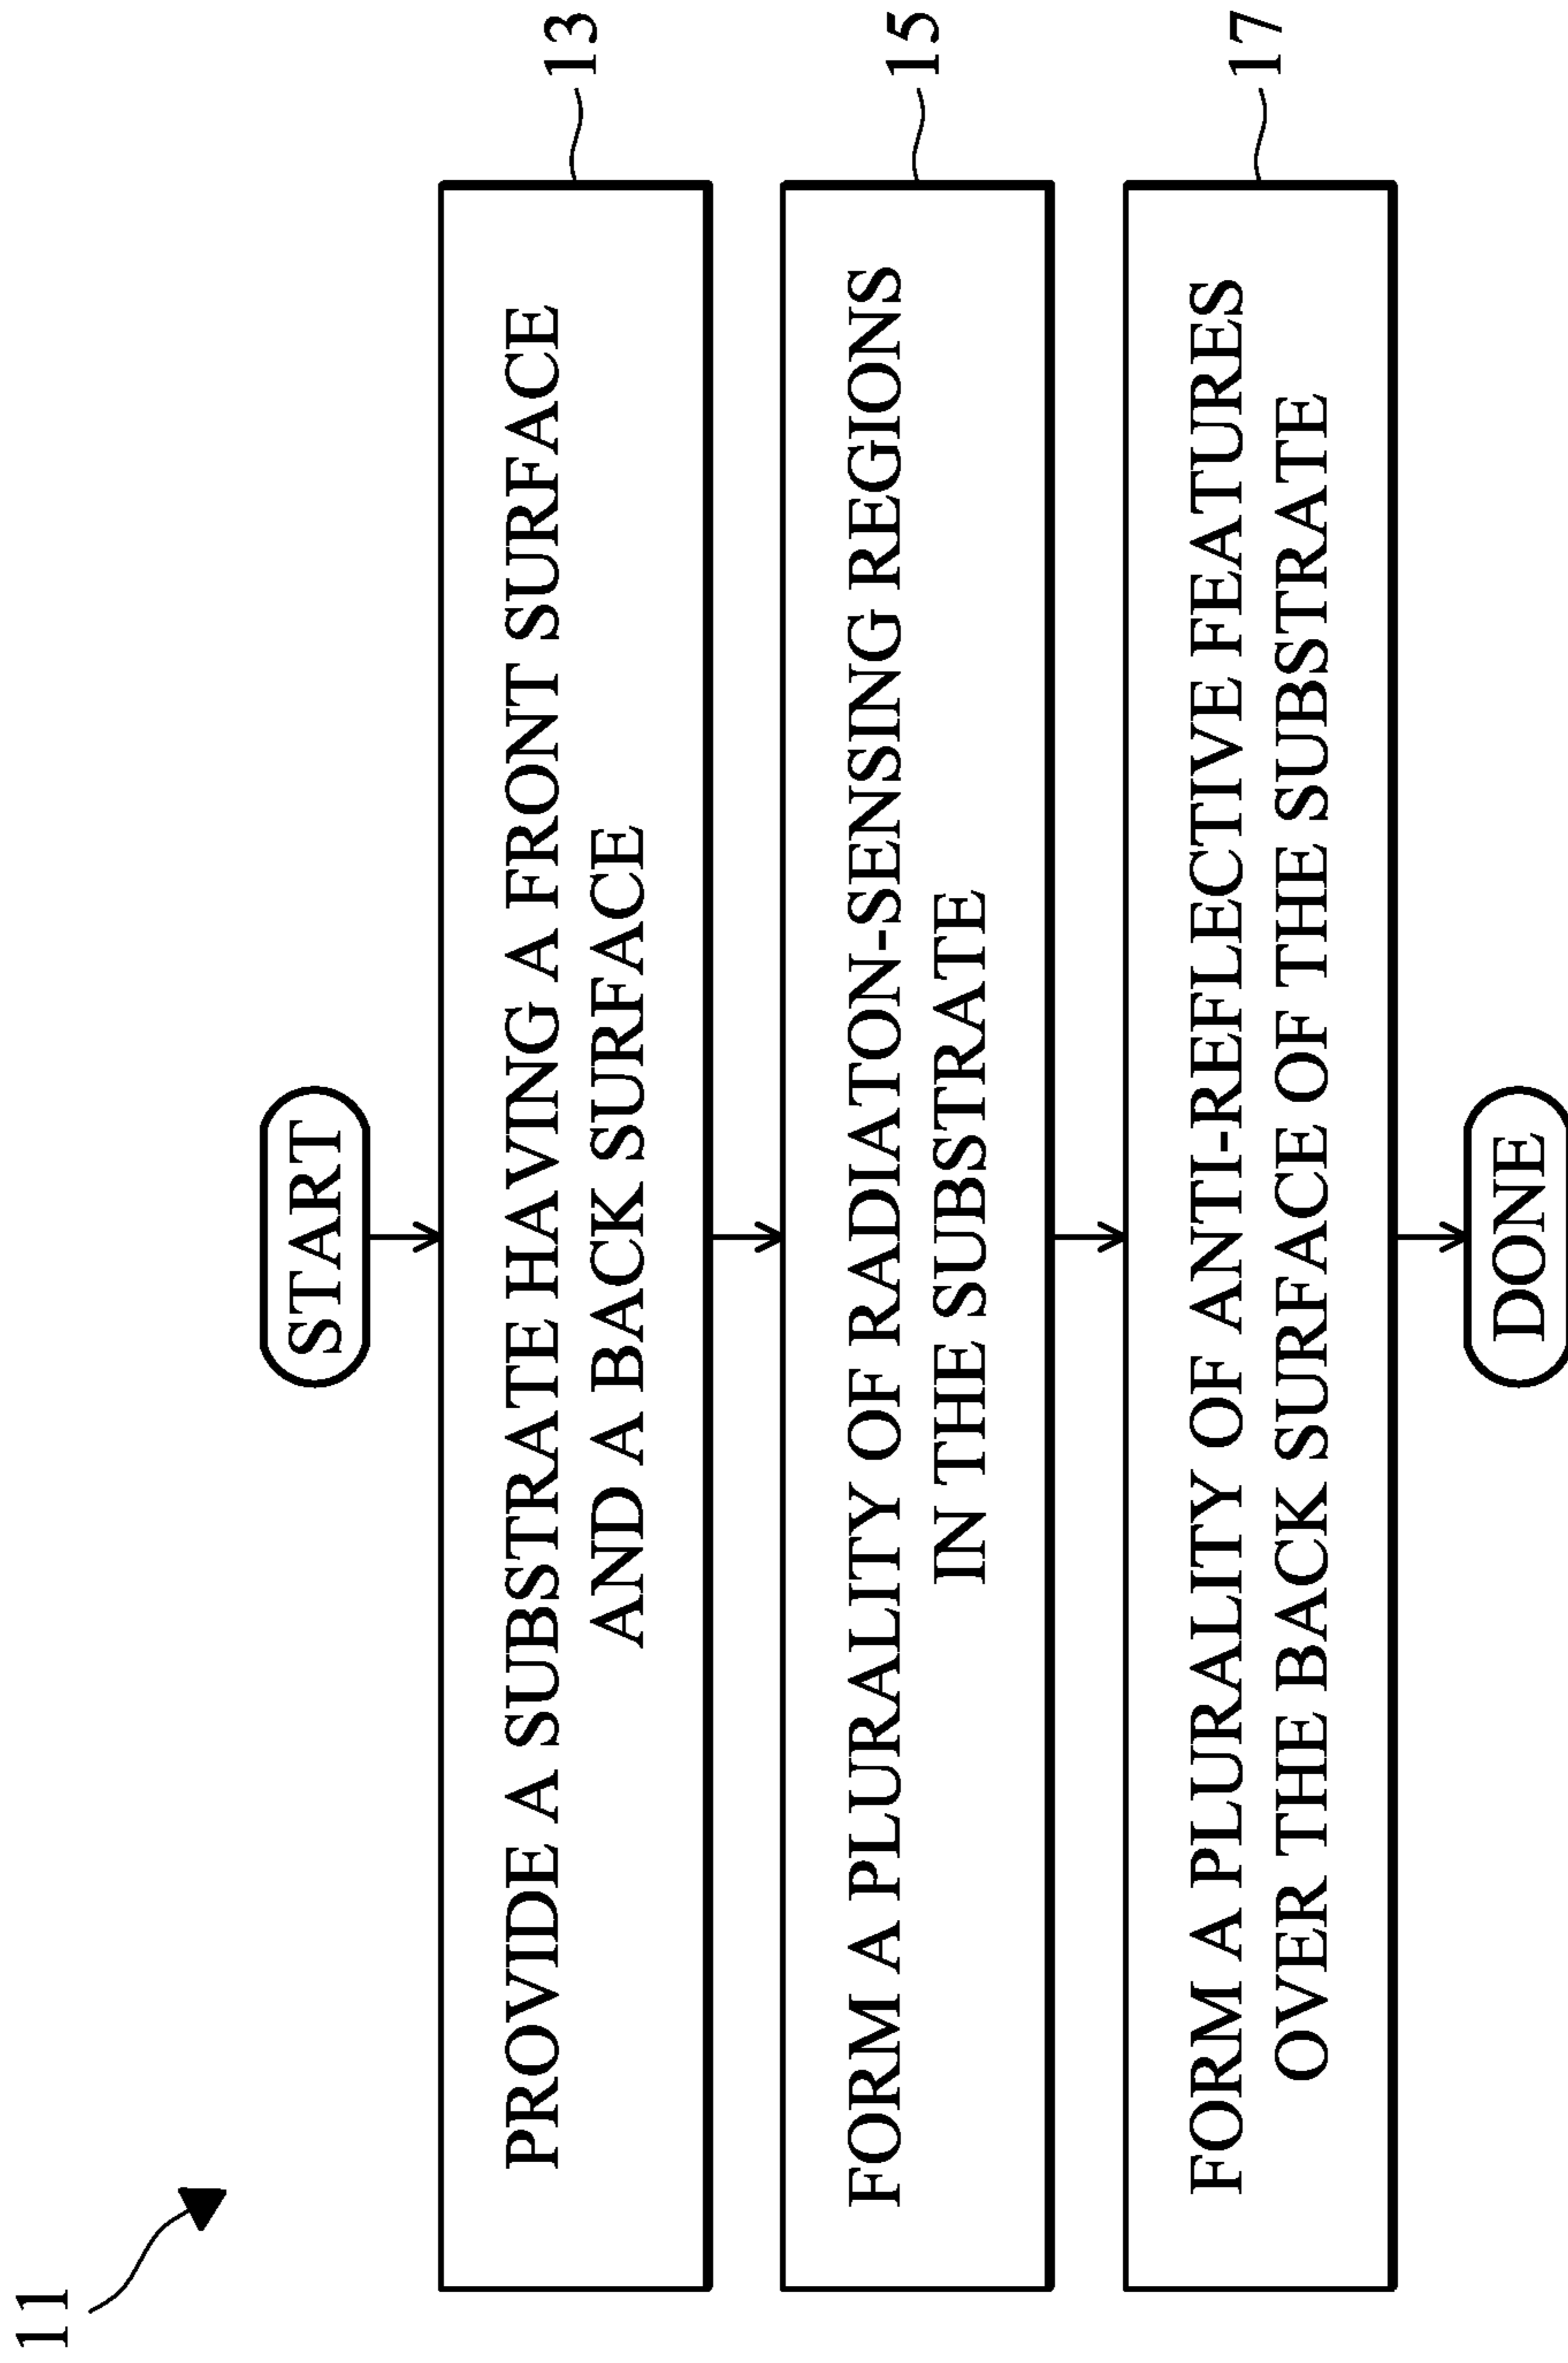 11
START
PROVIDE A SUBSTRATE HAVING A FRONT SURFACE
AND A BACK SURFACE
13
FORM A PLURALITY OF RADIATON-SENSING REGIONS
IN THE SUBSTRATE
15
FORM A PLURALITY OF ANTI-REFLECTIVE FEATURES
OVER THE BACK SURFACE OF THE SUBSTRATE
17
DONE